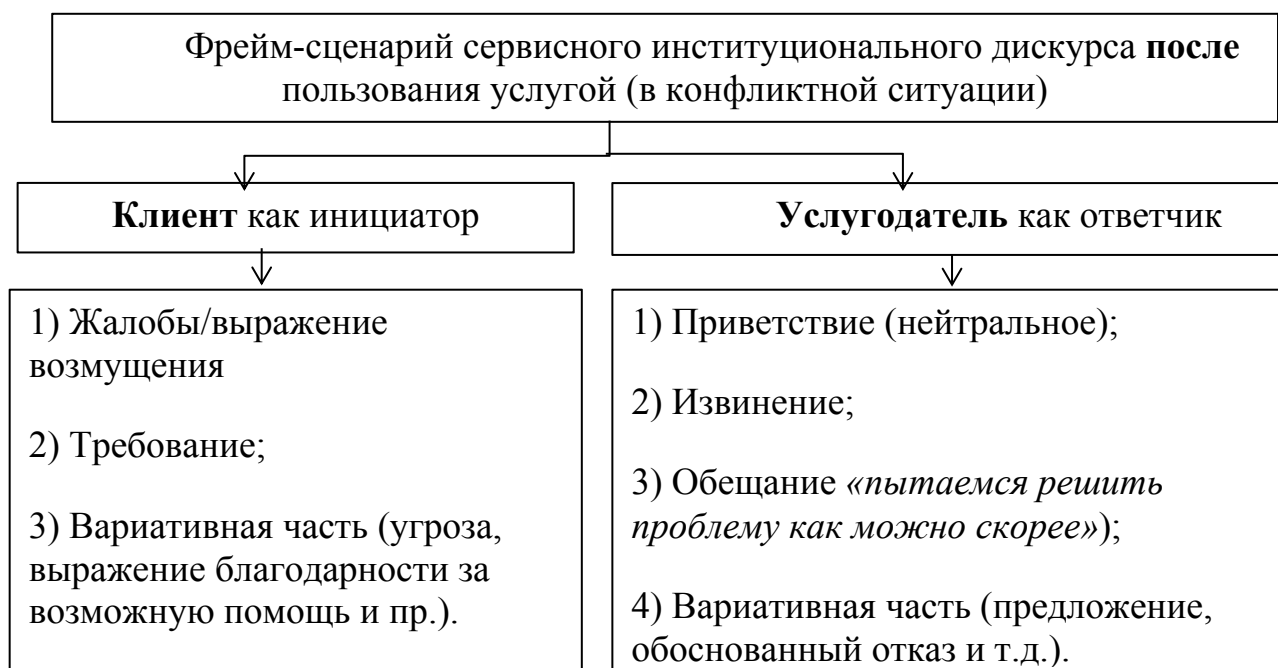 Фрейм-сценарий сервисного институционального дискурса после
пользования услугой (в конфликтной ситуации)
Клиент как инициатор
1) Жалобы/выражение
возмущения
2) Требование;
3) Вариативная часть (угроза,
выражение благодарности за
возможную помощь и пр.).
Услугодатель как ответчик
1) Приветствие (нейтральное);
2) Извинение;
3) Обещание «пытаемся решить
проблему как можно скорее»);
4) Вариативная часть (предложение,
обоснованный отказ и т.д.).